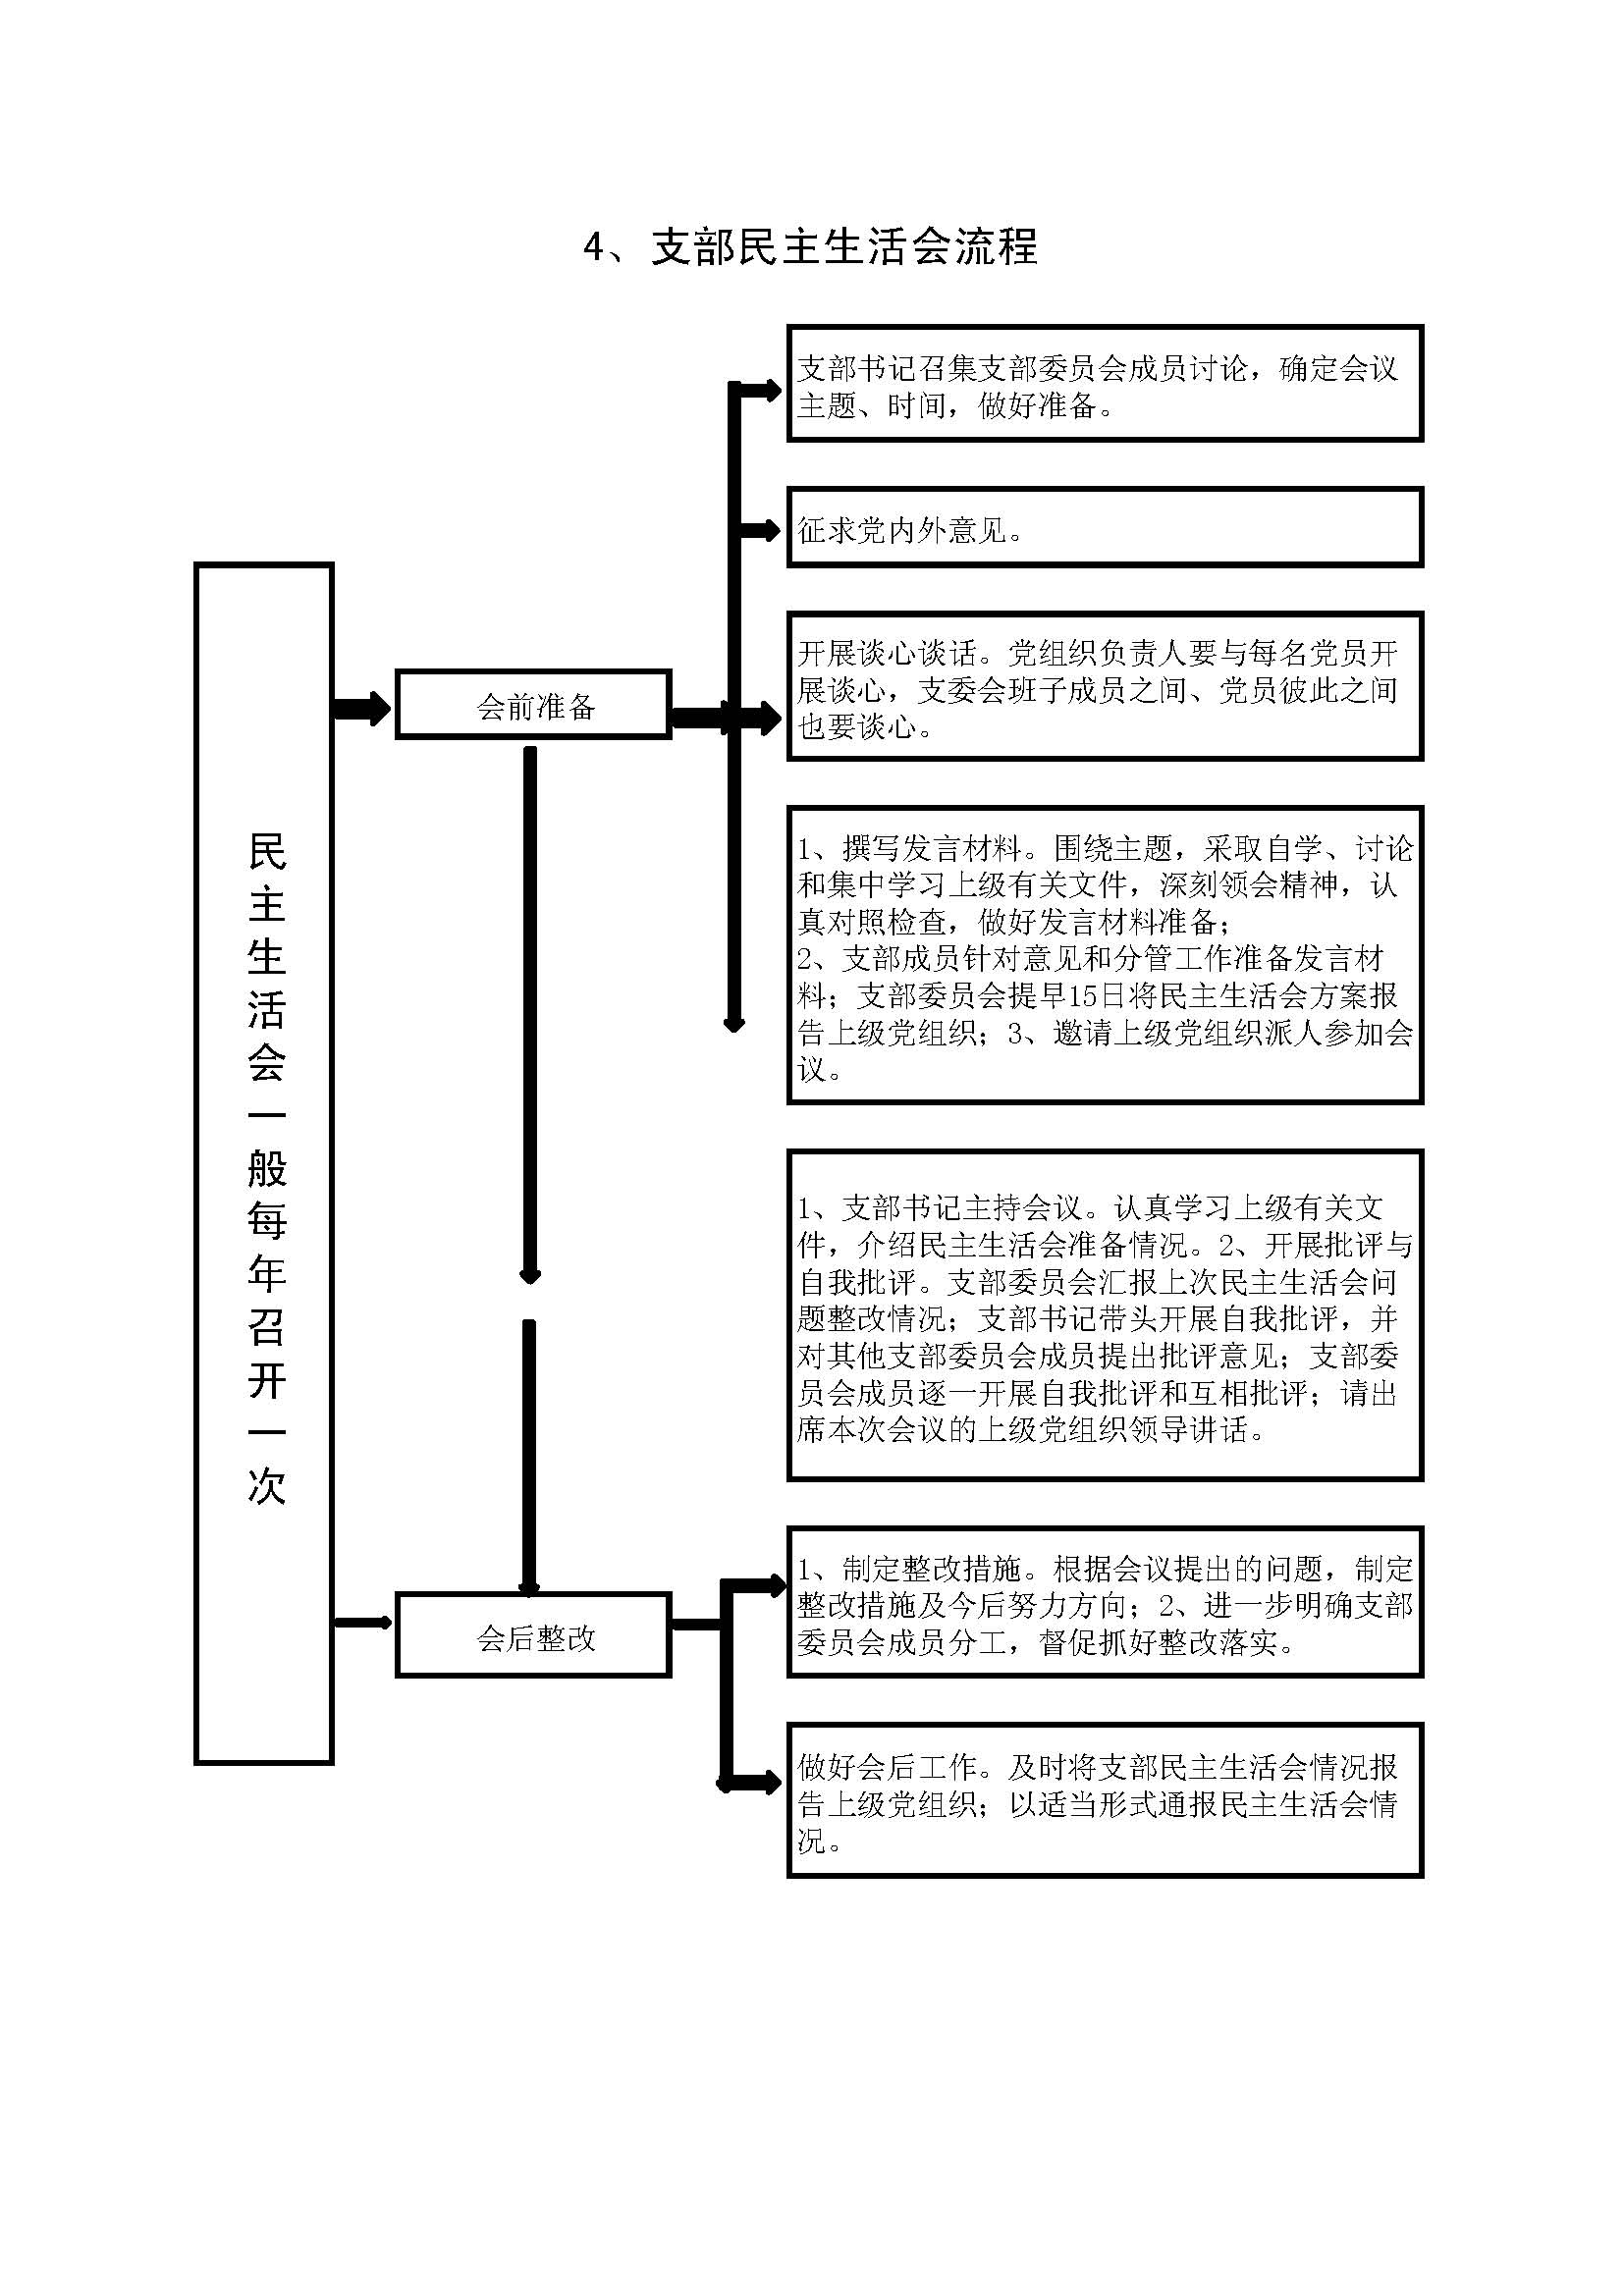 4、支部民主生活会流程
支部书记召集支部委员会成员讨论，确定会议
主题、时间，做好准备。
征求党内外意见。
民主生活会一般每年召开一次
会前准备
开展谈心谈话。党组织负责人要与每名党员开
展谈心，支委会班子成员之间、党员彼此之间
也要谈心。
1、撰写发言材料。围绕主题，采取自学、讨论
和集中学习上级有关文件，深刻领会精神，认
真对照检查，做好发言材料准备；
2、支部成员针对意见和分管工作准备发言材
料；支部委员会提早15日将民主生活会方案报
告上级党组织；3、邀请上级党组织派人参加会
议。
1、支部书记主持会议。认真学习上级有关文
件，介绍民主生活会准备情况。2、开展批评与
自我批评。支部委员会汇报上次民主生活会问
题整改情况；支部书记带头开展自我批评，并
对其他支部委员会成员提出批评意见；支部委
员会成员逐一开展自我批评和互相批评；请出
席本次会议的上级党组织领导讲话。
会后整改
1、制定整改措施。根据会议提出的问题，制定
整改措施及今后努力方向；2、进一步明确支部
委员会成员分工，督促抓好整改落实。
做好会后工作。及时将支部民主生活会情况报
告上级党组织；以适当形式通报民主生活会情
况。